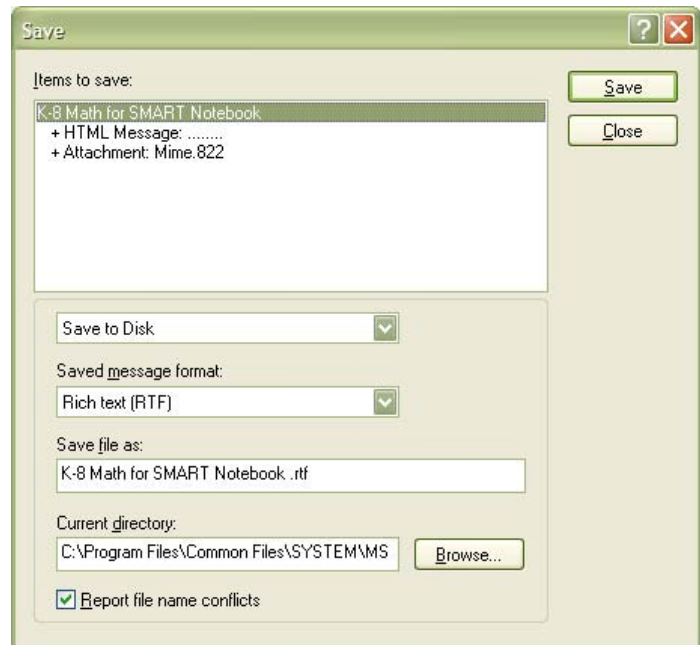 Save
Items to save:
Save
K-8 Math for SMART Notebook
+ HTML Message: ........
Close
+ Attachment: Mime.822
Save to Disk
Saved message format:
Rich text (RTF)
Save file as:
K-8 Math for SMART Notebook .rtf
Current directory:
C:\Program Files\Common Files\SYSTEM\MS
Browse...
Report file name conflicts